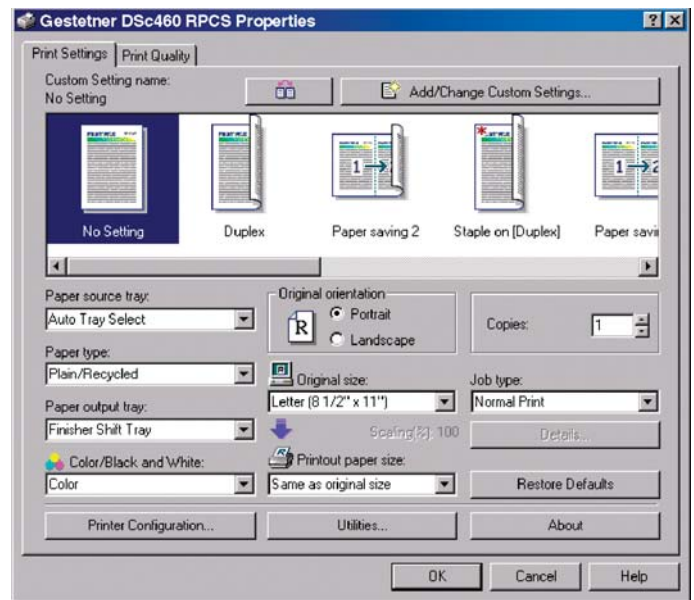 Gestetner DSc460 RPCS Properties
Print Settings
Print Quality
Custom Setting name:
No Setting
Add/Change Custom Settings...
1
2
1
2
No Setting
Duplex
Paper saving 2
Staple on [Duplex]
Paper savi
Paper source tray:
Auto Tray Select
Paper type:
Plain/Recycled
Paper output tray:
Finisher Shift Tray
Color/Black and White:
Color
Original orientation
R
Portrait
Landscape
Copies:
1
Original size:
Letter (8 1/2" x 11")
Scaling[%]: 100
Printout paper size:
Same as original size
Job type:
Normal Print
Details...
Restore Defaults
Printer Configuration...
Utilities...
About
OK
Cancel
Help